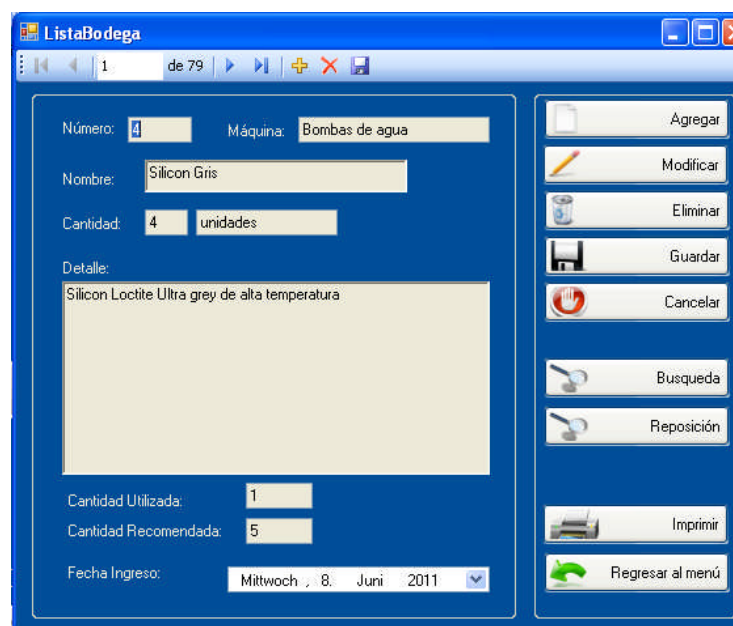 ListaBodega
1 de 79
Número: 4 Máquina: Bombas de agua
Nombre: Silicon Gris
Cantidad: 4 unidades
Detalle:
Silicon Loctite Ultra grey de alta temperatura
Cantidad Utilizada: 1
Cantidad Recomendada: 5
Fecha Ingreso: Mittwoch , 8. Juni 2011
Agregar
Modificar
Eliminar
Guardar
Cancelar
Busqueda
Reposición
Imprimir
Regresar al menú